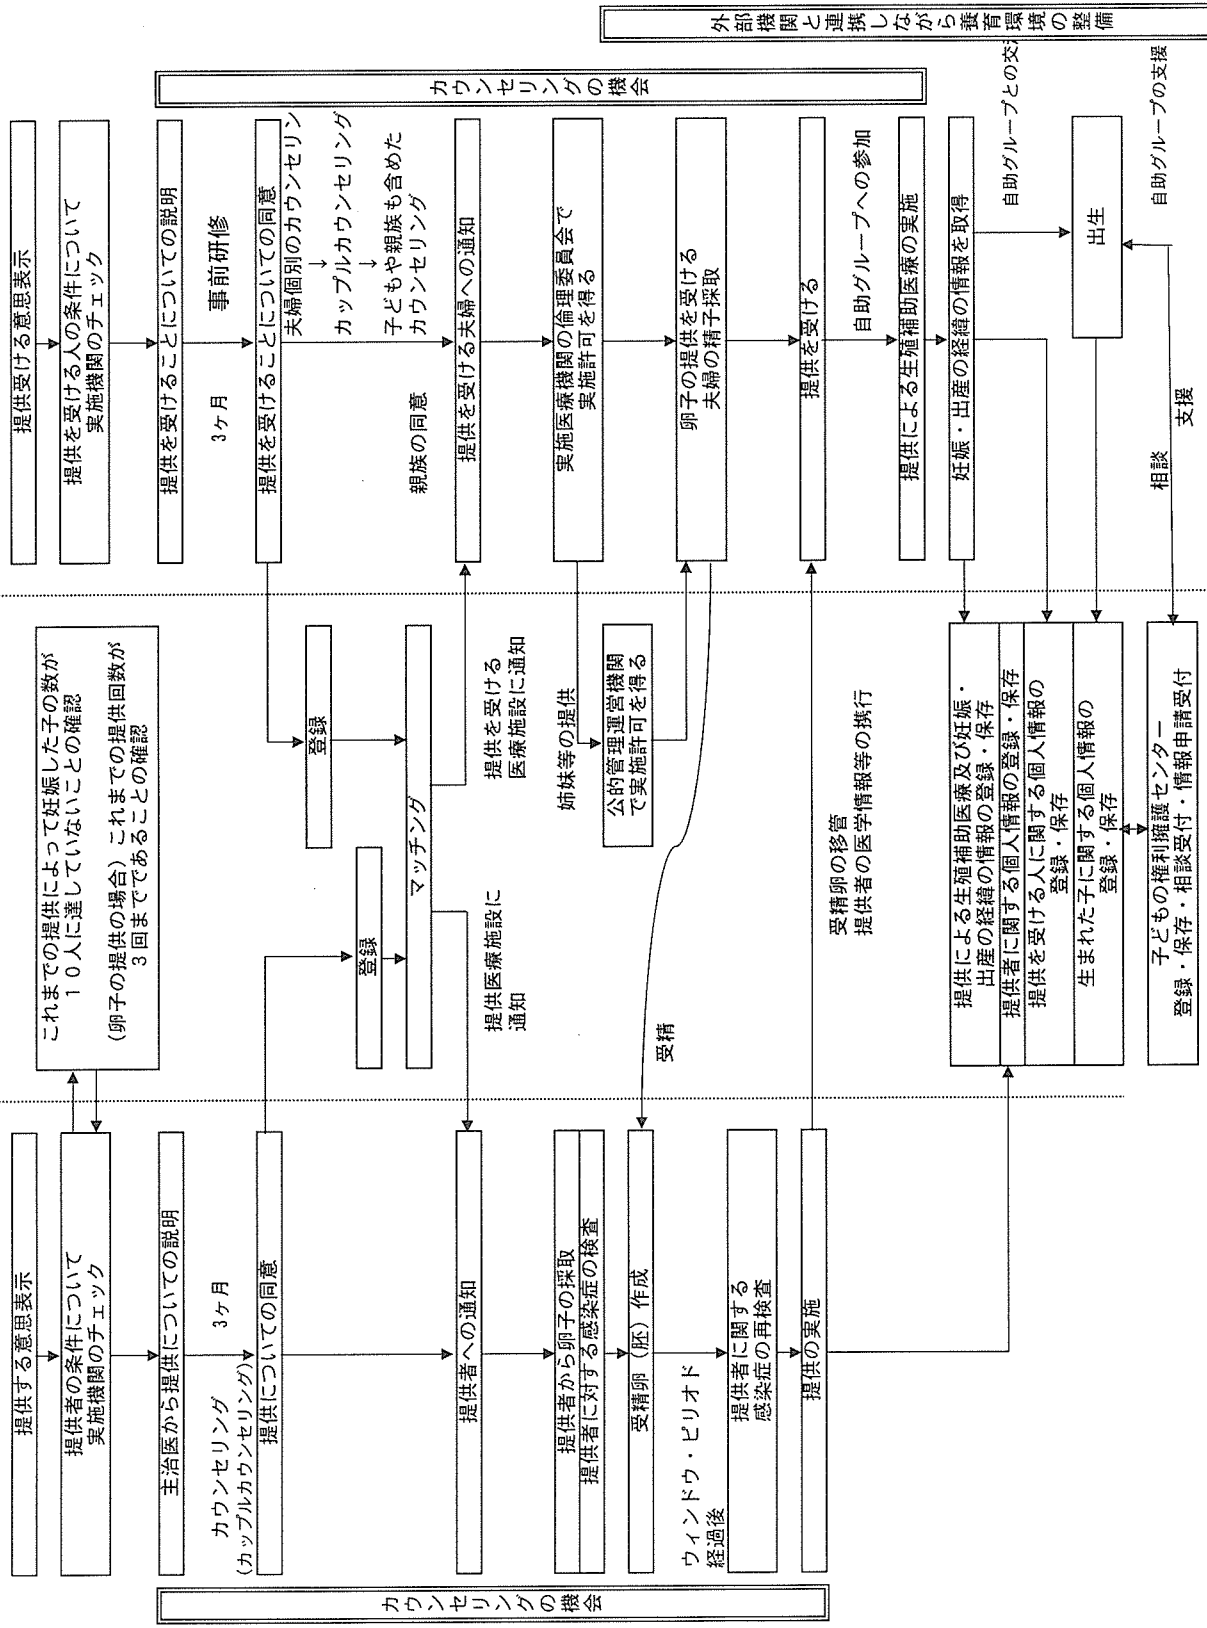 提供する意思表示
提供者の条件について
実施機関のチェック
主治医から提供についての説明
カウンセリング
(カップルカウンセリング)
3ヶ月
提供についての同意
提供者への通知
提供者から卵子の採取
提供者に対する感染症の検査
受精卵(胚)作成
ウィンドウ・ピリオド
経過後
提供者に関する
感染症の再検査
提供の実施
カウンセリングの機会
これまでの提供によって妊娠した子の数が
10人に達していないことの確認
(卵子の提供の場合)これまでの提供回数が
3回までであることの確認
登録
登録
マッチング
提供医療施設に
通知
提供を受ける
医療施設に通知
姉妹等の提供
公的管理運営機関
で実施許可を得る
受精
受精卵の移管
提供者の医学情報等の携行
提供による生殖補助医療及び妊娠・
出産の経緯の情報の登録・保存
提供者に関する個人情報の登録・保存
提供を受ける人に関する個人情報の
登録・保存
生まれた子に関する個人情報の
登録・保存
子どもの権利擁護センター
登録・保存・相談受付・情報申請受付
提供受ける意思表示
提供を受ける人の条件について
実施機関のチェック
提供を受けることについての説明
3ヶ月
事前研修
提供を受けることについての同意
夫婦個別のカウンセリン
↓
カップルカウンセリング
↓
子どもや親族も含めた
カウンセリング
親族の同意
提供を受ける夫婦への通知
実施医療機関の倫理委員会で
実施許可を得る
卵子の提供を受ける
夫婦の精子採取
提供を受ける
自助グループへの参加
提供による生殖補助医療の実施
妊娠・出産の経緯の情報を取得
自助グループとの交
出生
相談
支援
自助グループの支援
カウンセリングの機会
外部機関と連携しながら養育環境の整備